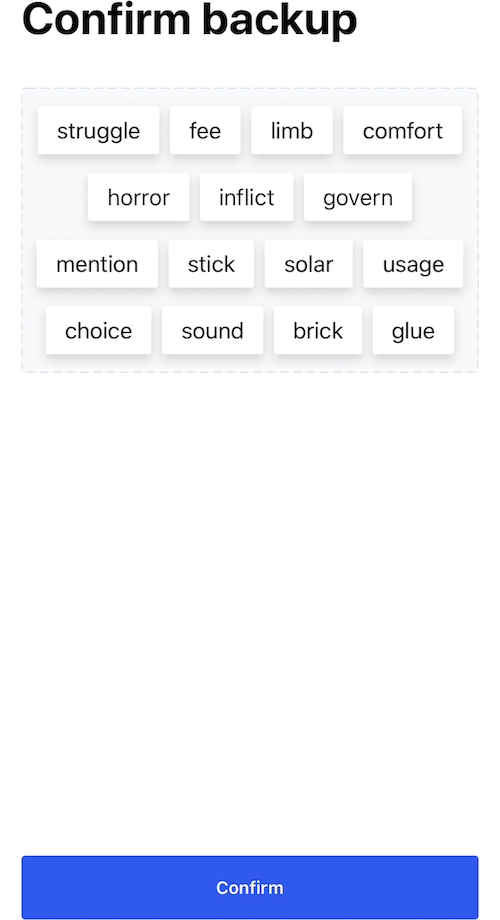 Confirm backup
struggle fee limb comfort
horror inflict govern
mention stick solar usage
choice sound brick glue
Confirm